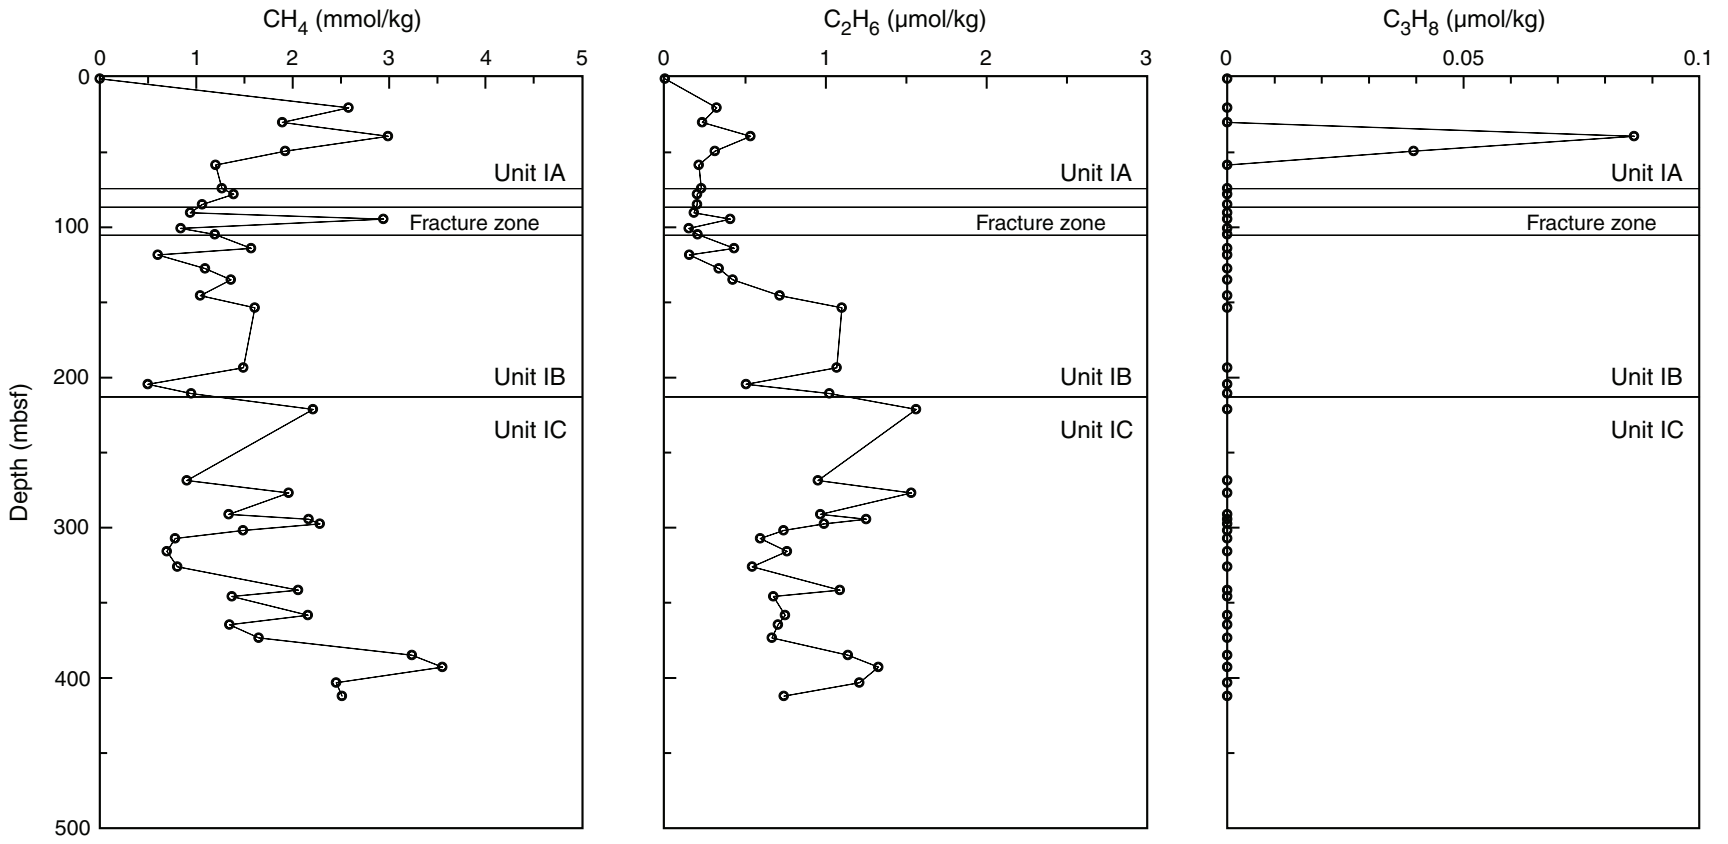 CH4 (mmol/kg) C2H6 (µmol/kg) C3H8 (µmol/kg)
0 1 2 3 4 5 0 1 2 3 0 0.05 0.1
0
Unit IA Unit IA Unit IA
100 Fracture zone Fracture zone Fracture zone
200 Unit IB Unit IB Unit IB
Unit IC Unit IC Unit IC
Depth (mbsf)
300
400
500